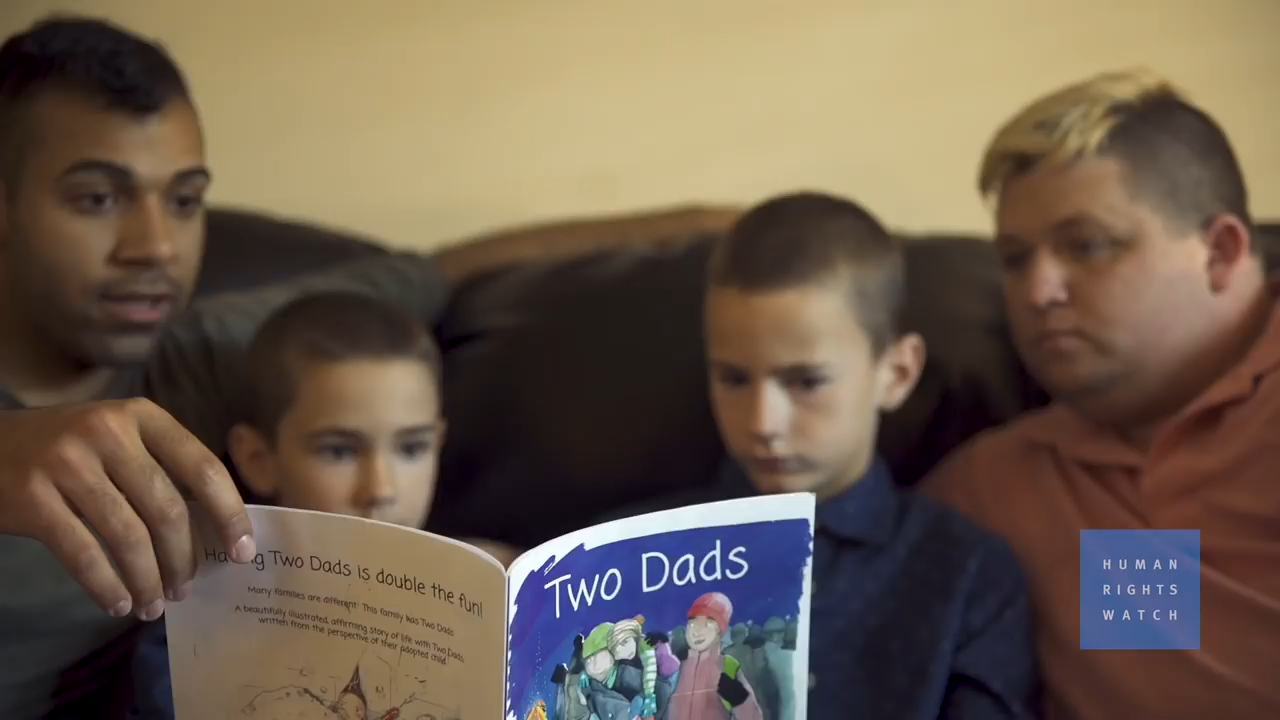 Having Two Dads is double the fun!
Many families are different. This family has Two Dads
A beautifully illustrated, affirming story of life with Two Dads,
written from the perspective of their adopted child.
Two Dads
HUMAN
RIGHTS
WATCH